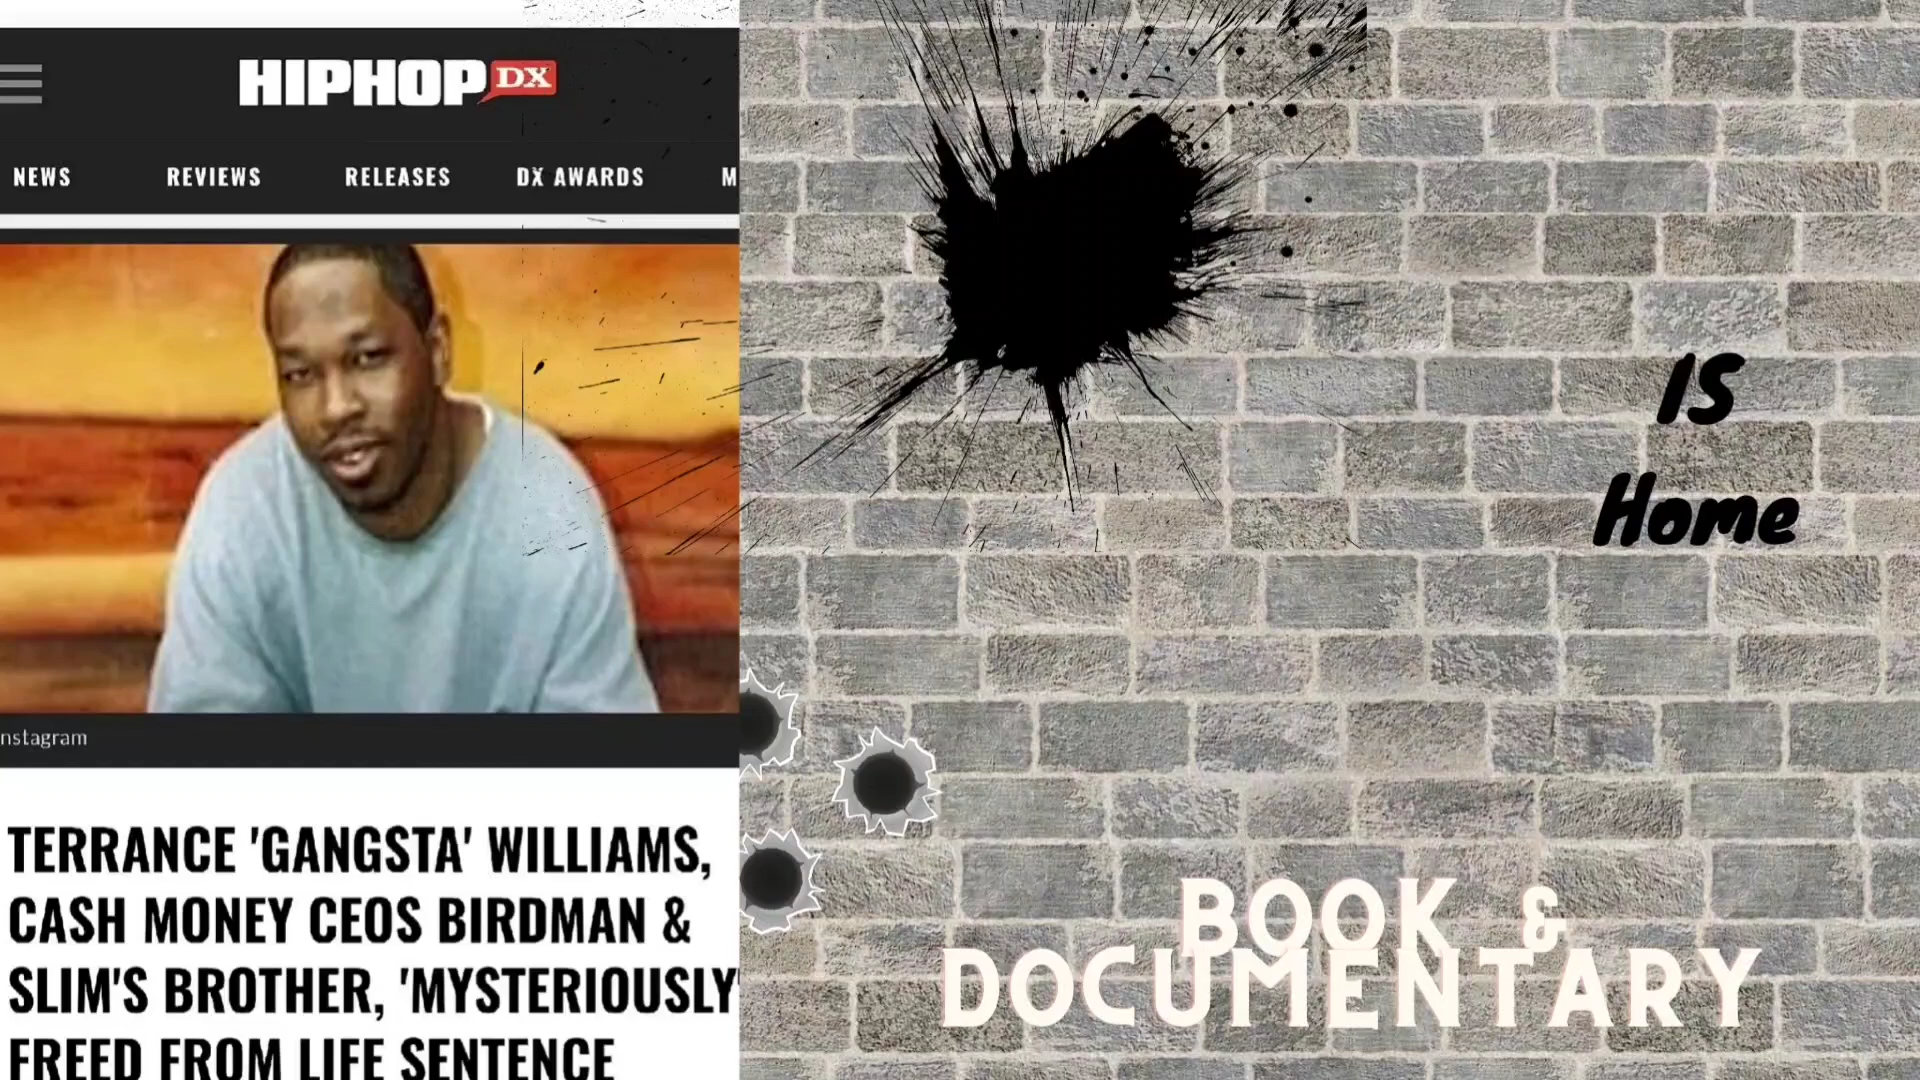 HIPHOP DX
NEWS REVIEWS RELEASES DX AWARDS M
nstagram
TERRANCE 'GANGSTA' WILLIAMS,
CASH MONEY CEOS BIRDMAN &
SLIM'S BROTHER, 'MYSTERIOUSLY'
FREED FROM LIFE SENTENCE
IS
Home
BOOK &
DOCUMENTARY